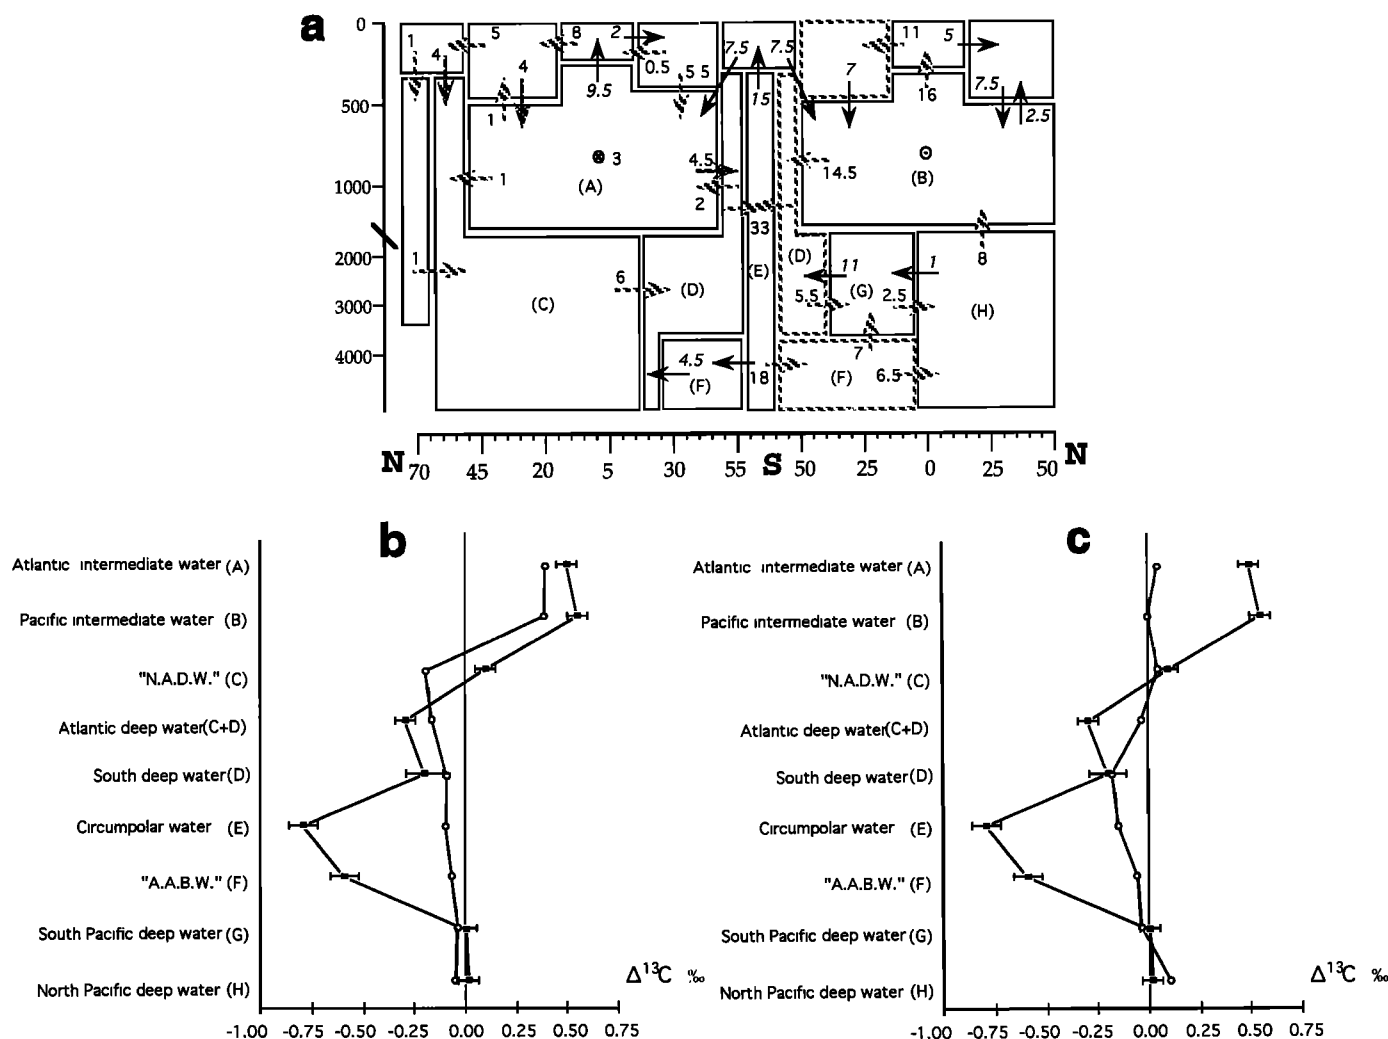 a
0
500
1000
2000
3000
4000
1
4
5
8
2
0.5
5 5
7.5
7.5
11
5
4
1
9.5
15
7
16
7.5
2.5
3
(A)
4.5
2
14.5
(B)
1
33
8
1
6
(C)
(D)
(E)
(D)
11
(G)
1
5.5
2.5
(H)
4.5
(F)
18
7
(F)
6.5
N 70 45 20 5 30 55 S 50 25 0 25 50 N
b
Atlantic intermediate water (A)
Pacific intermediate water (B)
"N.A.D.W." (C)
Atlantic deep water(C+D)
South deep water(D)
Circumpolar water (E)
"A.A.B.W." (F)
South Pacific deep water(G)
North Pacific deep water (H)
Δ13C ‰
-1.00 -0.75 -0.50 -0.25 0.00 0.25 0.50 0.75
c
Atlantic intermediate water (A)
Pacific intermediate water (B)
"N.A.D.W." (C)
Atlantic deep water(C+D)
South deep water(D)
Circumpolar water (E)
"A.A.B.W." (F)
South Pacific deep water(G)
North Pacific deep water (H)
Δ13C ‰
-1.00 -0.75 -0.50 -0.25 0.00 0.25 0.50 0.75